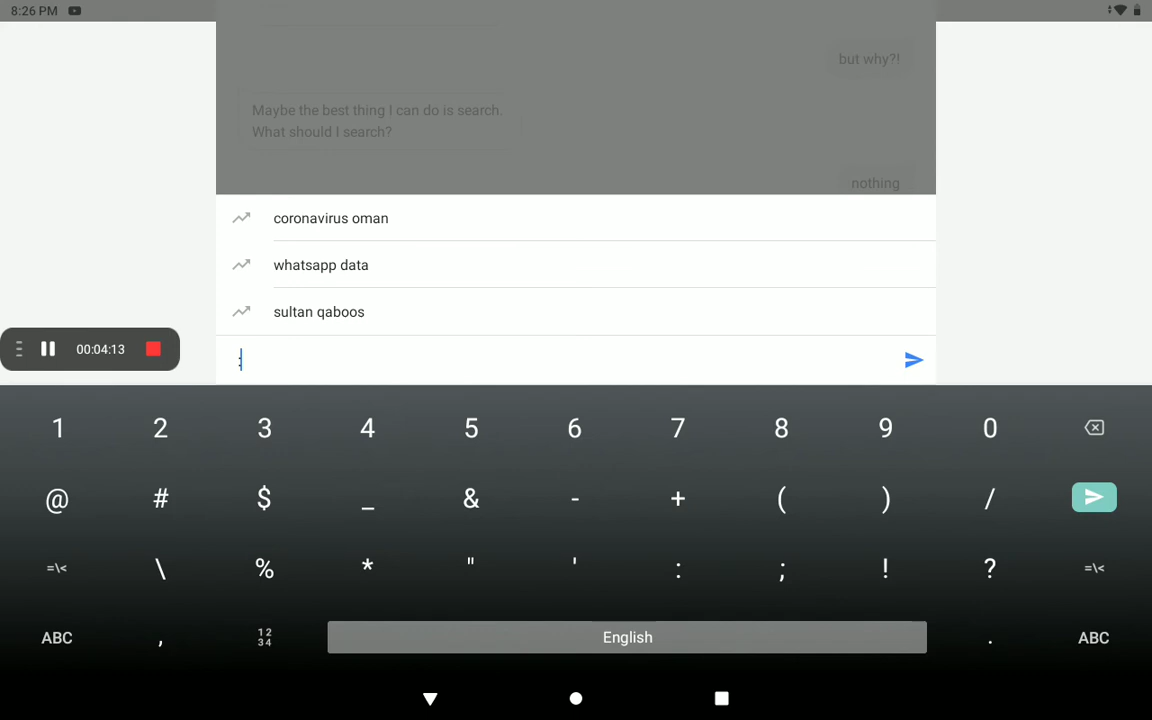 8:26 PM
but why?!
Maybe the best thing I can do is search.
What should I search?
nothing
coronavirus oman
whatsapp data
sultan qaboos
00:04:13
:
1 2 3 4 5 6 7 8 9 0
@ # $ _ & - + ( ) /
=\< \ % * " ' : ; ! ? =\<
ABC , 12 English . ABC
34